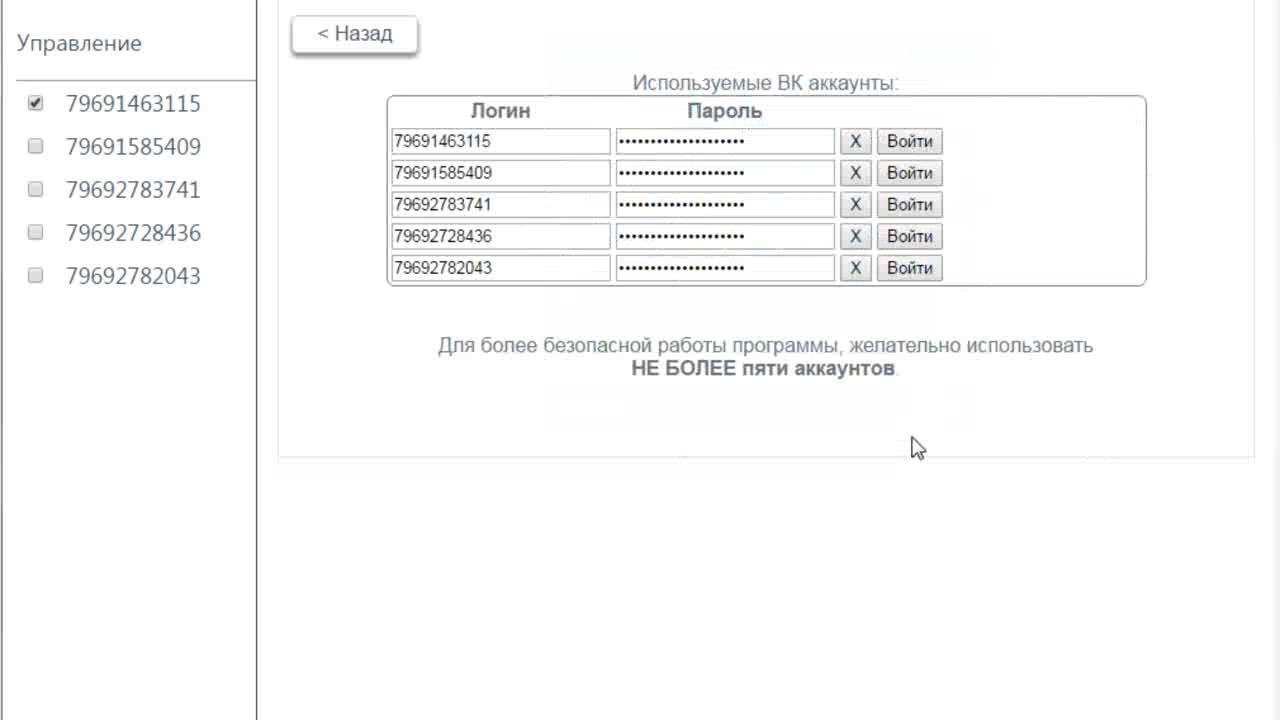 Управление
79691463115
79691585409
79692783741
79692728436
79692782043
< Назад
Используемые ВК аккаунты:
Логин Пароль
79691463115 •••••••••••••••••••• X Войти
79691585409 •••••••••••••••••••• X Войти
79692783741 •••••••••••••••••••• X Войти
79692728436 •••••••••••••••••••• X Войти
79692782043 •••••••••••••••••••• X Войти
Для более безопасной работы программы, желательно использовать
НЕ БОЛЕЕ пяти аккаунтов.